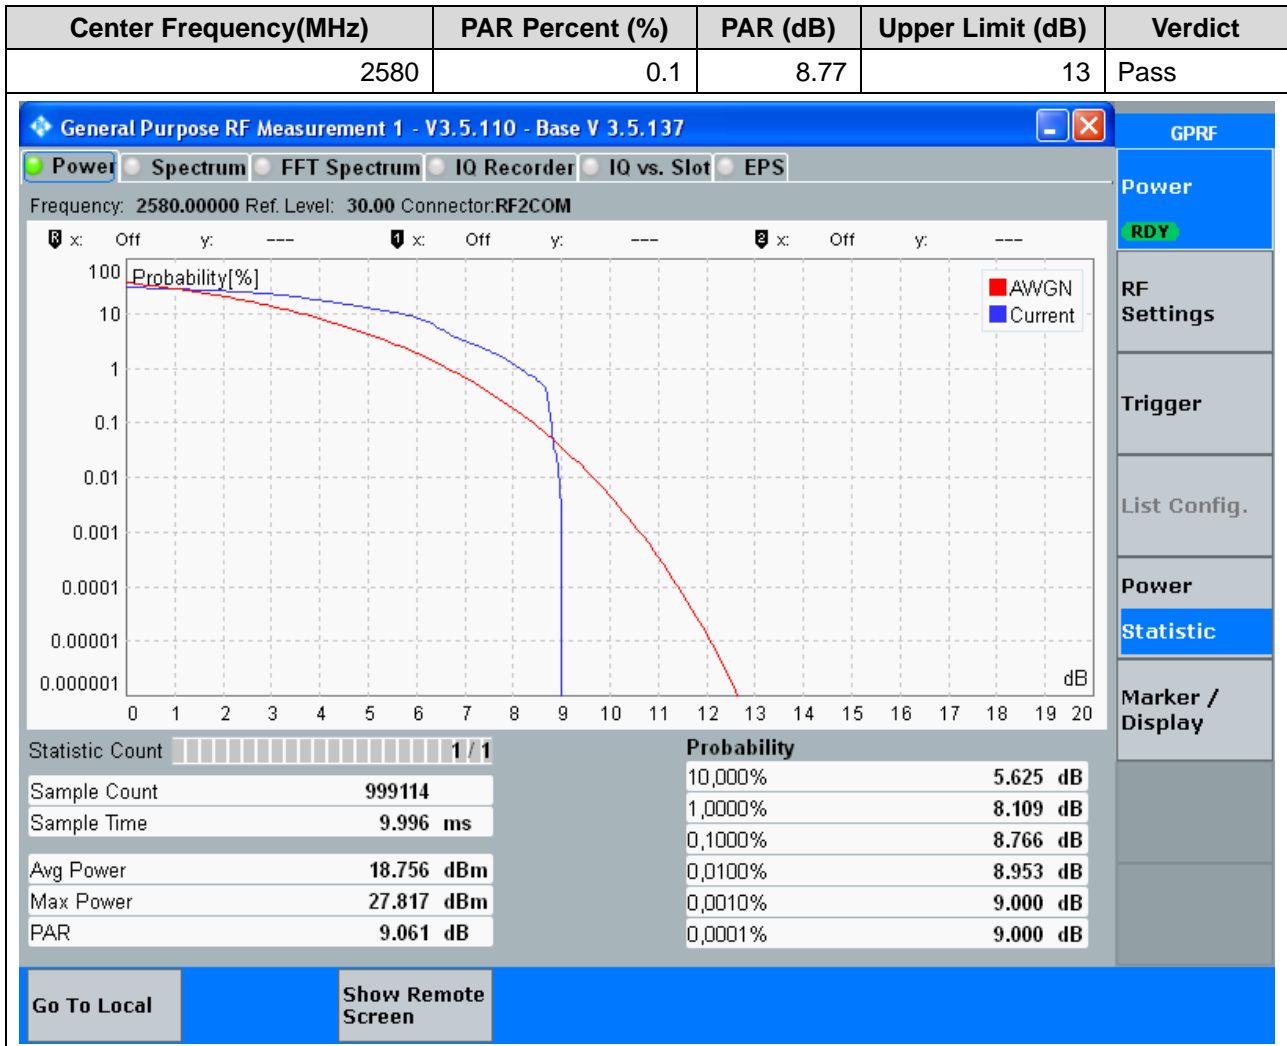 Center Frequency(MHz) PAR Percent (%) PAR (dB) Upper Limit (dB) Verdict
2580 0.1 8.77 13 Pass
General Purpose RF Measurement 1 - V3.5.110 - Base V 3.5.137
GPRF
Power Spectrum FFT Spectrum IQ Recorder IQ vs. Slot EPS
Power
RDY
Frequency: 2580.00000 Ref. Level: 30.00 Connector:RF2COM
R x: Off y: --- 1 x: Off y: --- 2 x: Off y: ---
Probability[%]
AWGN
Current
100
10
1
0.1
0.01
0.001
0.0001
0.00001
0.000001
dB
0 1 2 3 4 5 6 7 8 9 10 11 12 13 14 15 16 17 18 19 20
RF
Settings
Trigger
List Config.
Power
Statistic
Marker /
Display
Statistic Count 1 / 1
Sample Count 999114
Sample Time 9.996 ms
Avg Power 18.756 dBm
Max Power 27.817 dBm
PAR 9.061 dB
Probability
10,000% 5.625 dB
1,0000% 8.109 dB
0,1000% 8.766 dB
0,0100% 8.953 dB
0,0010% 9.000 dB
0,0001% 9.000 dB
Go To Local
Show Remote
Screen